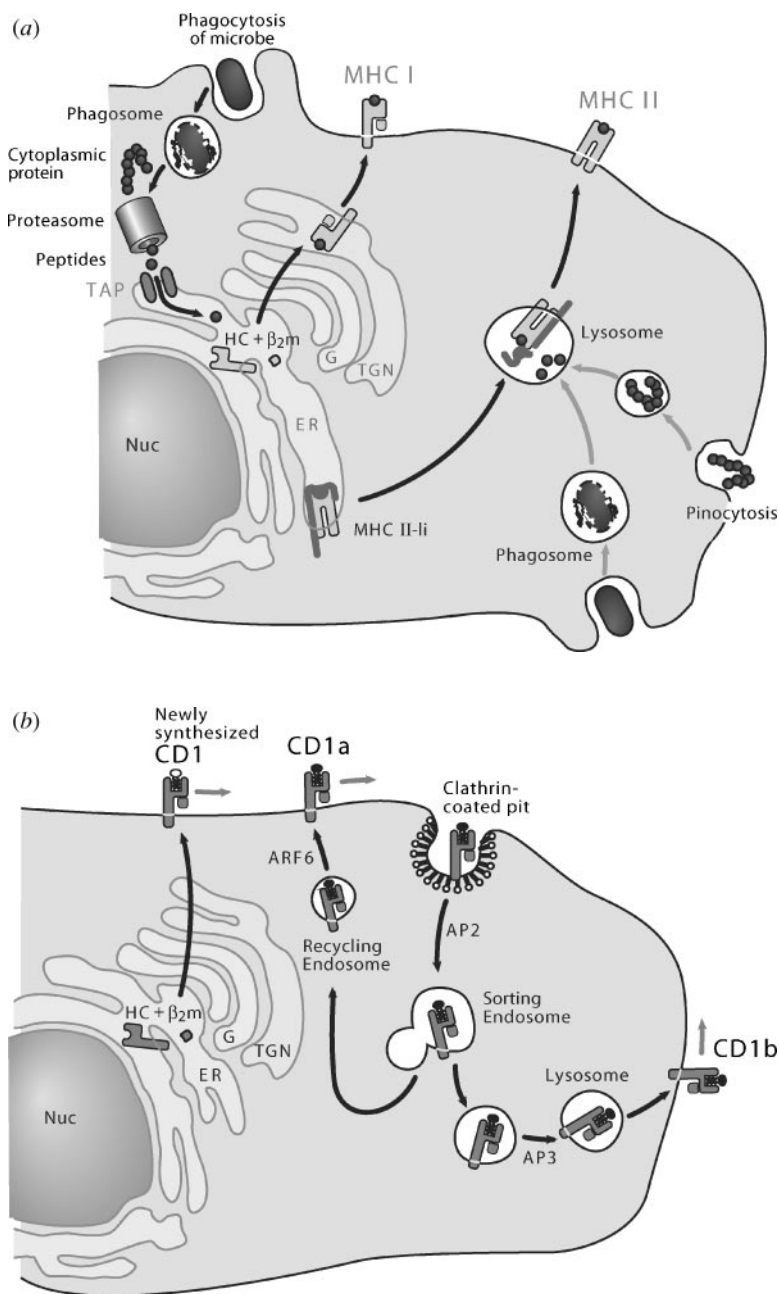 (a)
Phagocytosis
of microbe
MHC I
MHC II
Phagosome
Cytoplasmic
protein
Proteasome
Peptides
TAP
HC + β2m
G
TGN
Lysosome
ER
Nuc
MHC II-li
Pinocytosis
Phagosome
(b)
Newly
synthesized
CD1
CD1a
Clathrin-
coated pit
ARF6
AP2
Recycling
Endosome
Sorting
Endosome
HC + β2m
G
TGN
ER
CD1b
Lysosome
Nuc
AP3